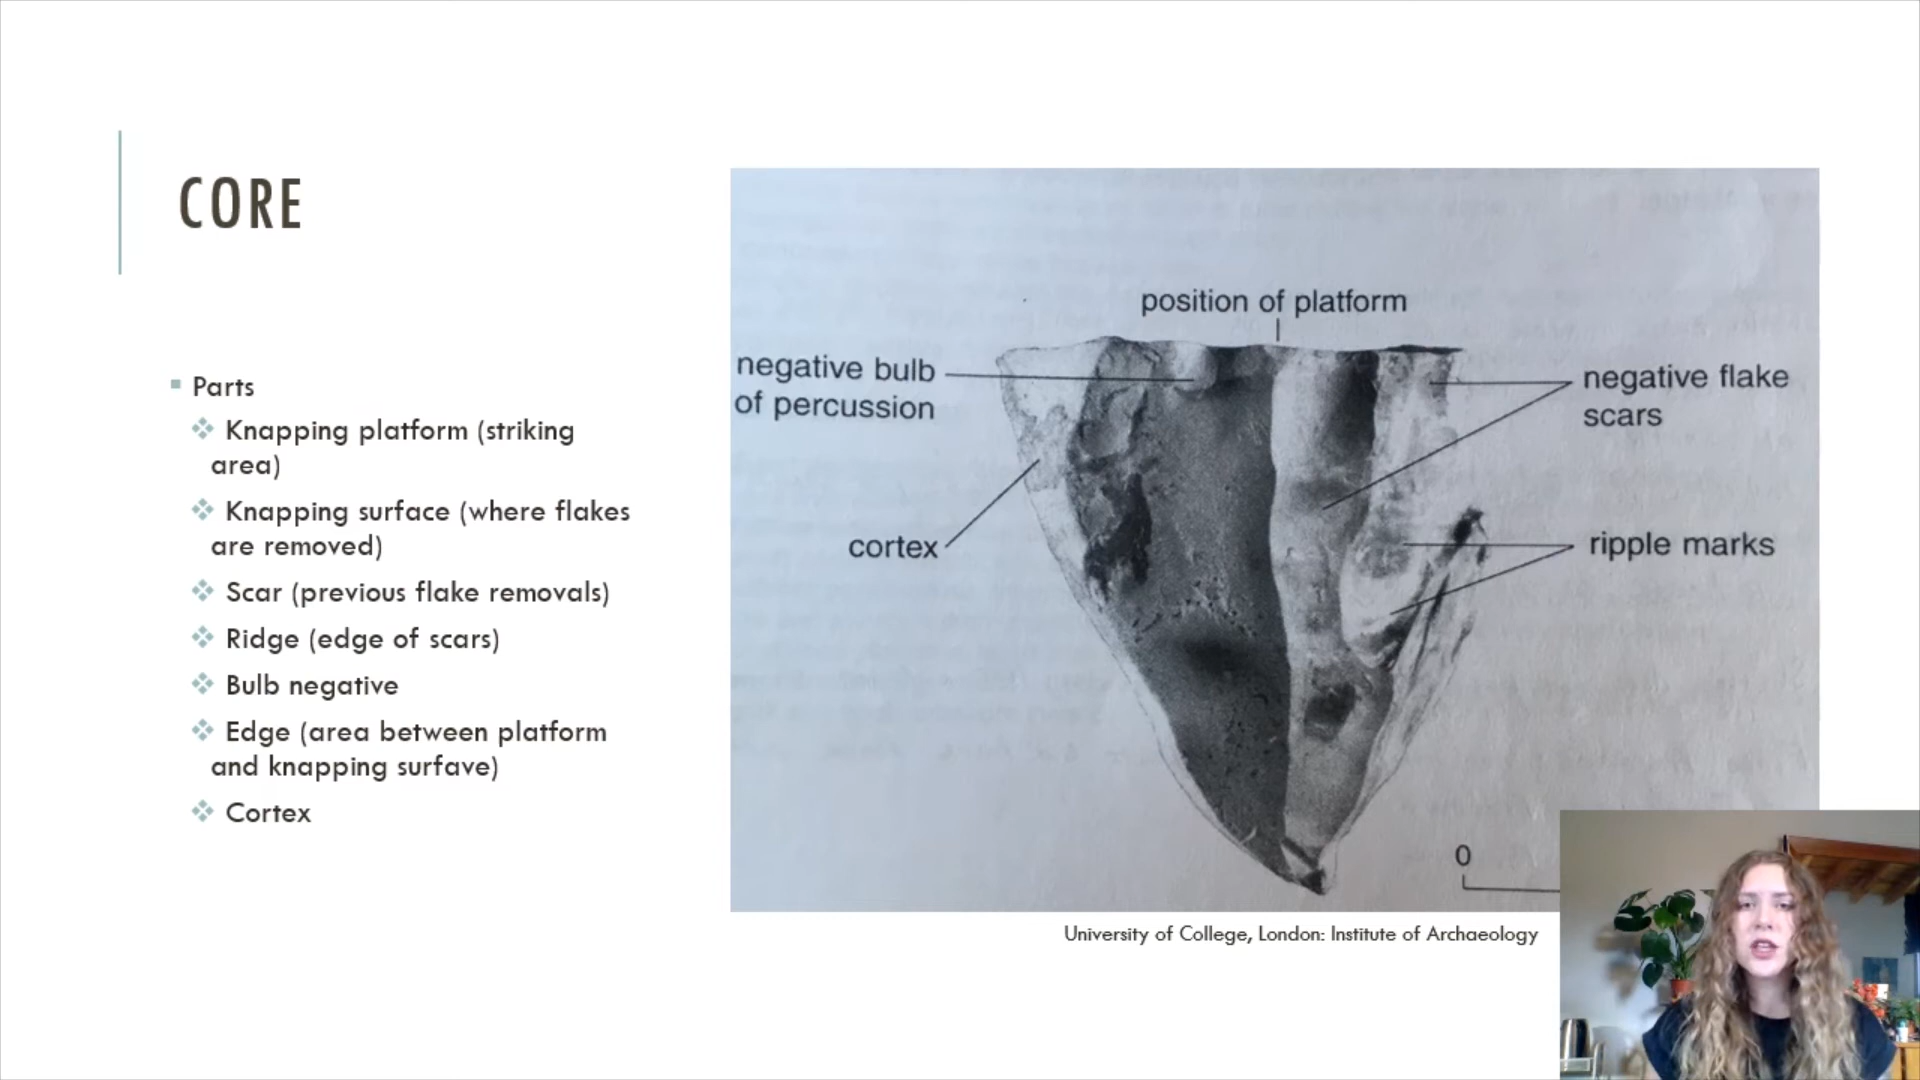 CORE
Parts
Knapping platform (striking
area)
Knapping surface (where flakes
are removed)
Scar (previous flake removals)
Ridge (edge of scars)
Bulb negative
Edge (area between platform
and knapping surfave)
Cortex
position of platform
negative bulb
of percussion
cortex
negative flake
scars
ripple marks
0
University of College, London: Institute of Archaeology